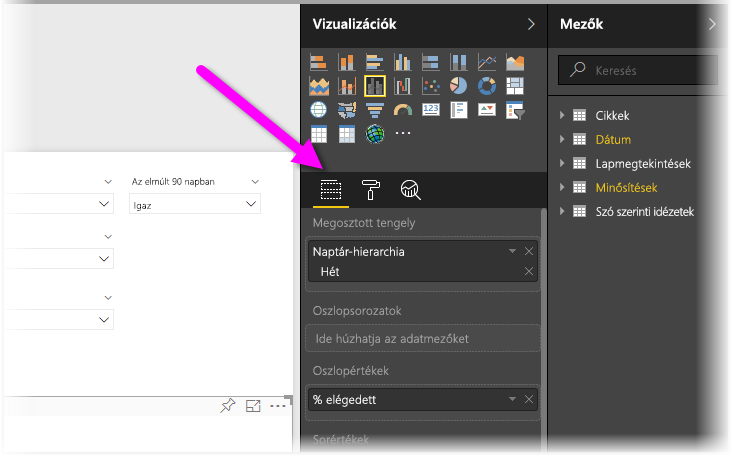 Vizualizációk
Mezők
Keresés
123
Cikkek
Dátum
Lapmegtekintések
Minősítések
Szó szerinti idézetek
Az elmúlt 90 napban
Igaz
Megosztott tengely
Naptár-hierarchia
Hét
Oszlopsorozatok
Ide húzhatja az adatmezőket
Oszlopértékek
% elégedett
Sorértékek